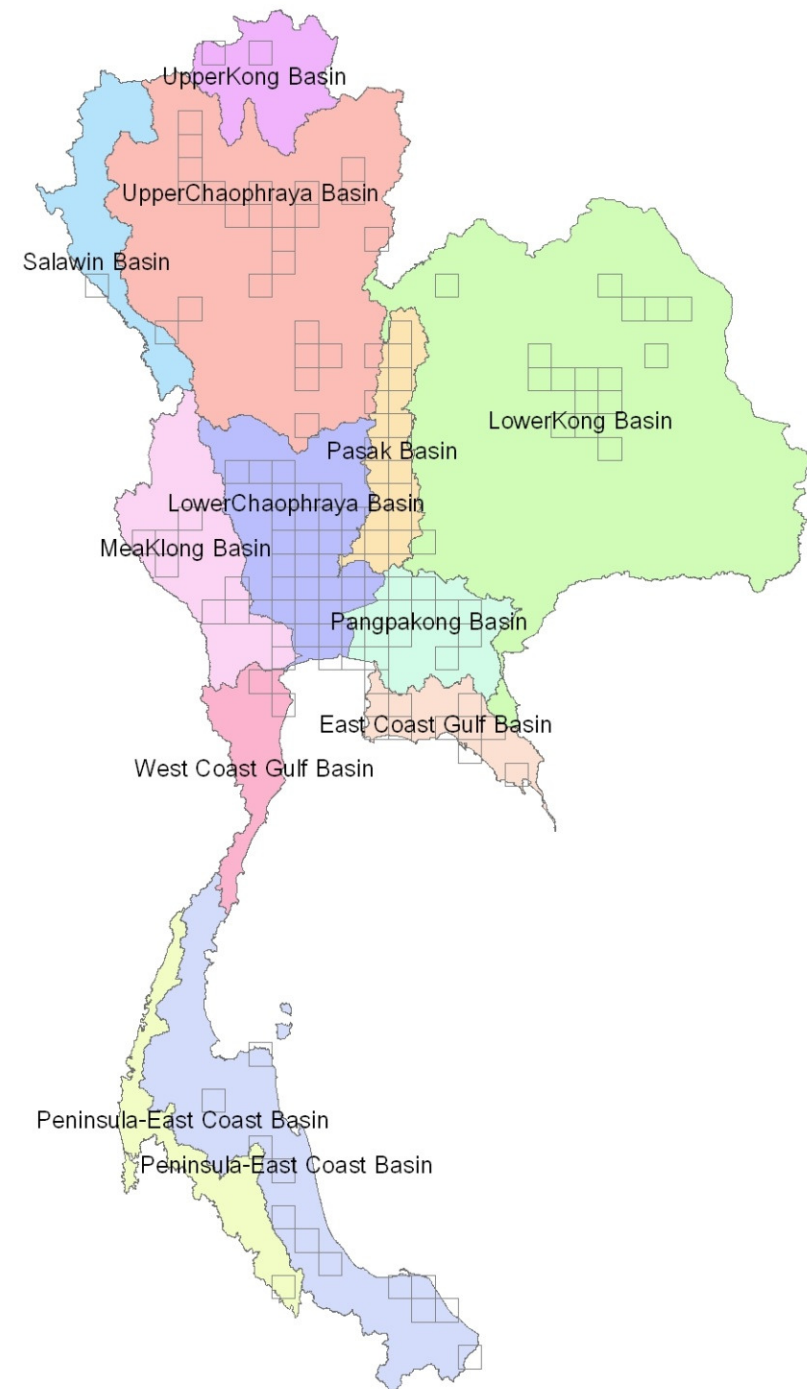 UpperKong Basin
UpperChaophraya Basin
Salawin Basin
LowerKong Basin
Pasak Basin
LowerChaophraya Basin
MeaKlong Basin
Pangpakong Basin
East Coast Gulf Basin
West Coast Gulf Basin
Peninsula-East Coast Basin
Peninsula-East Coast Basin